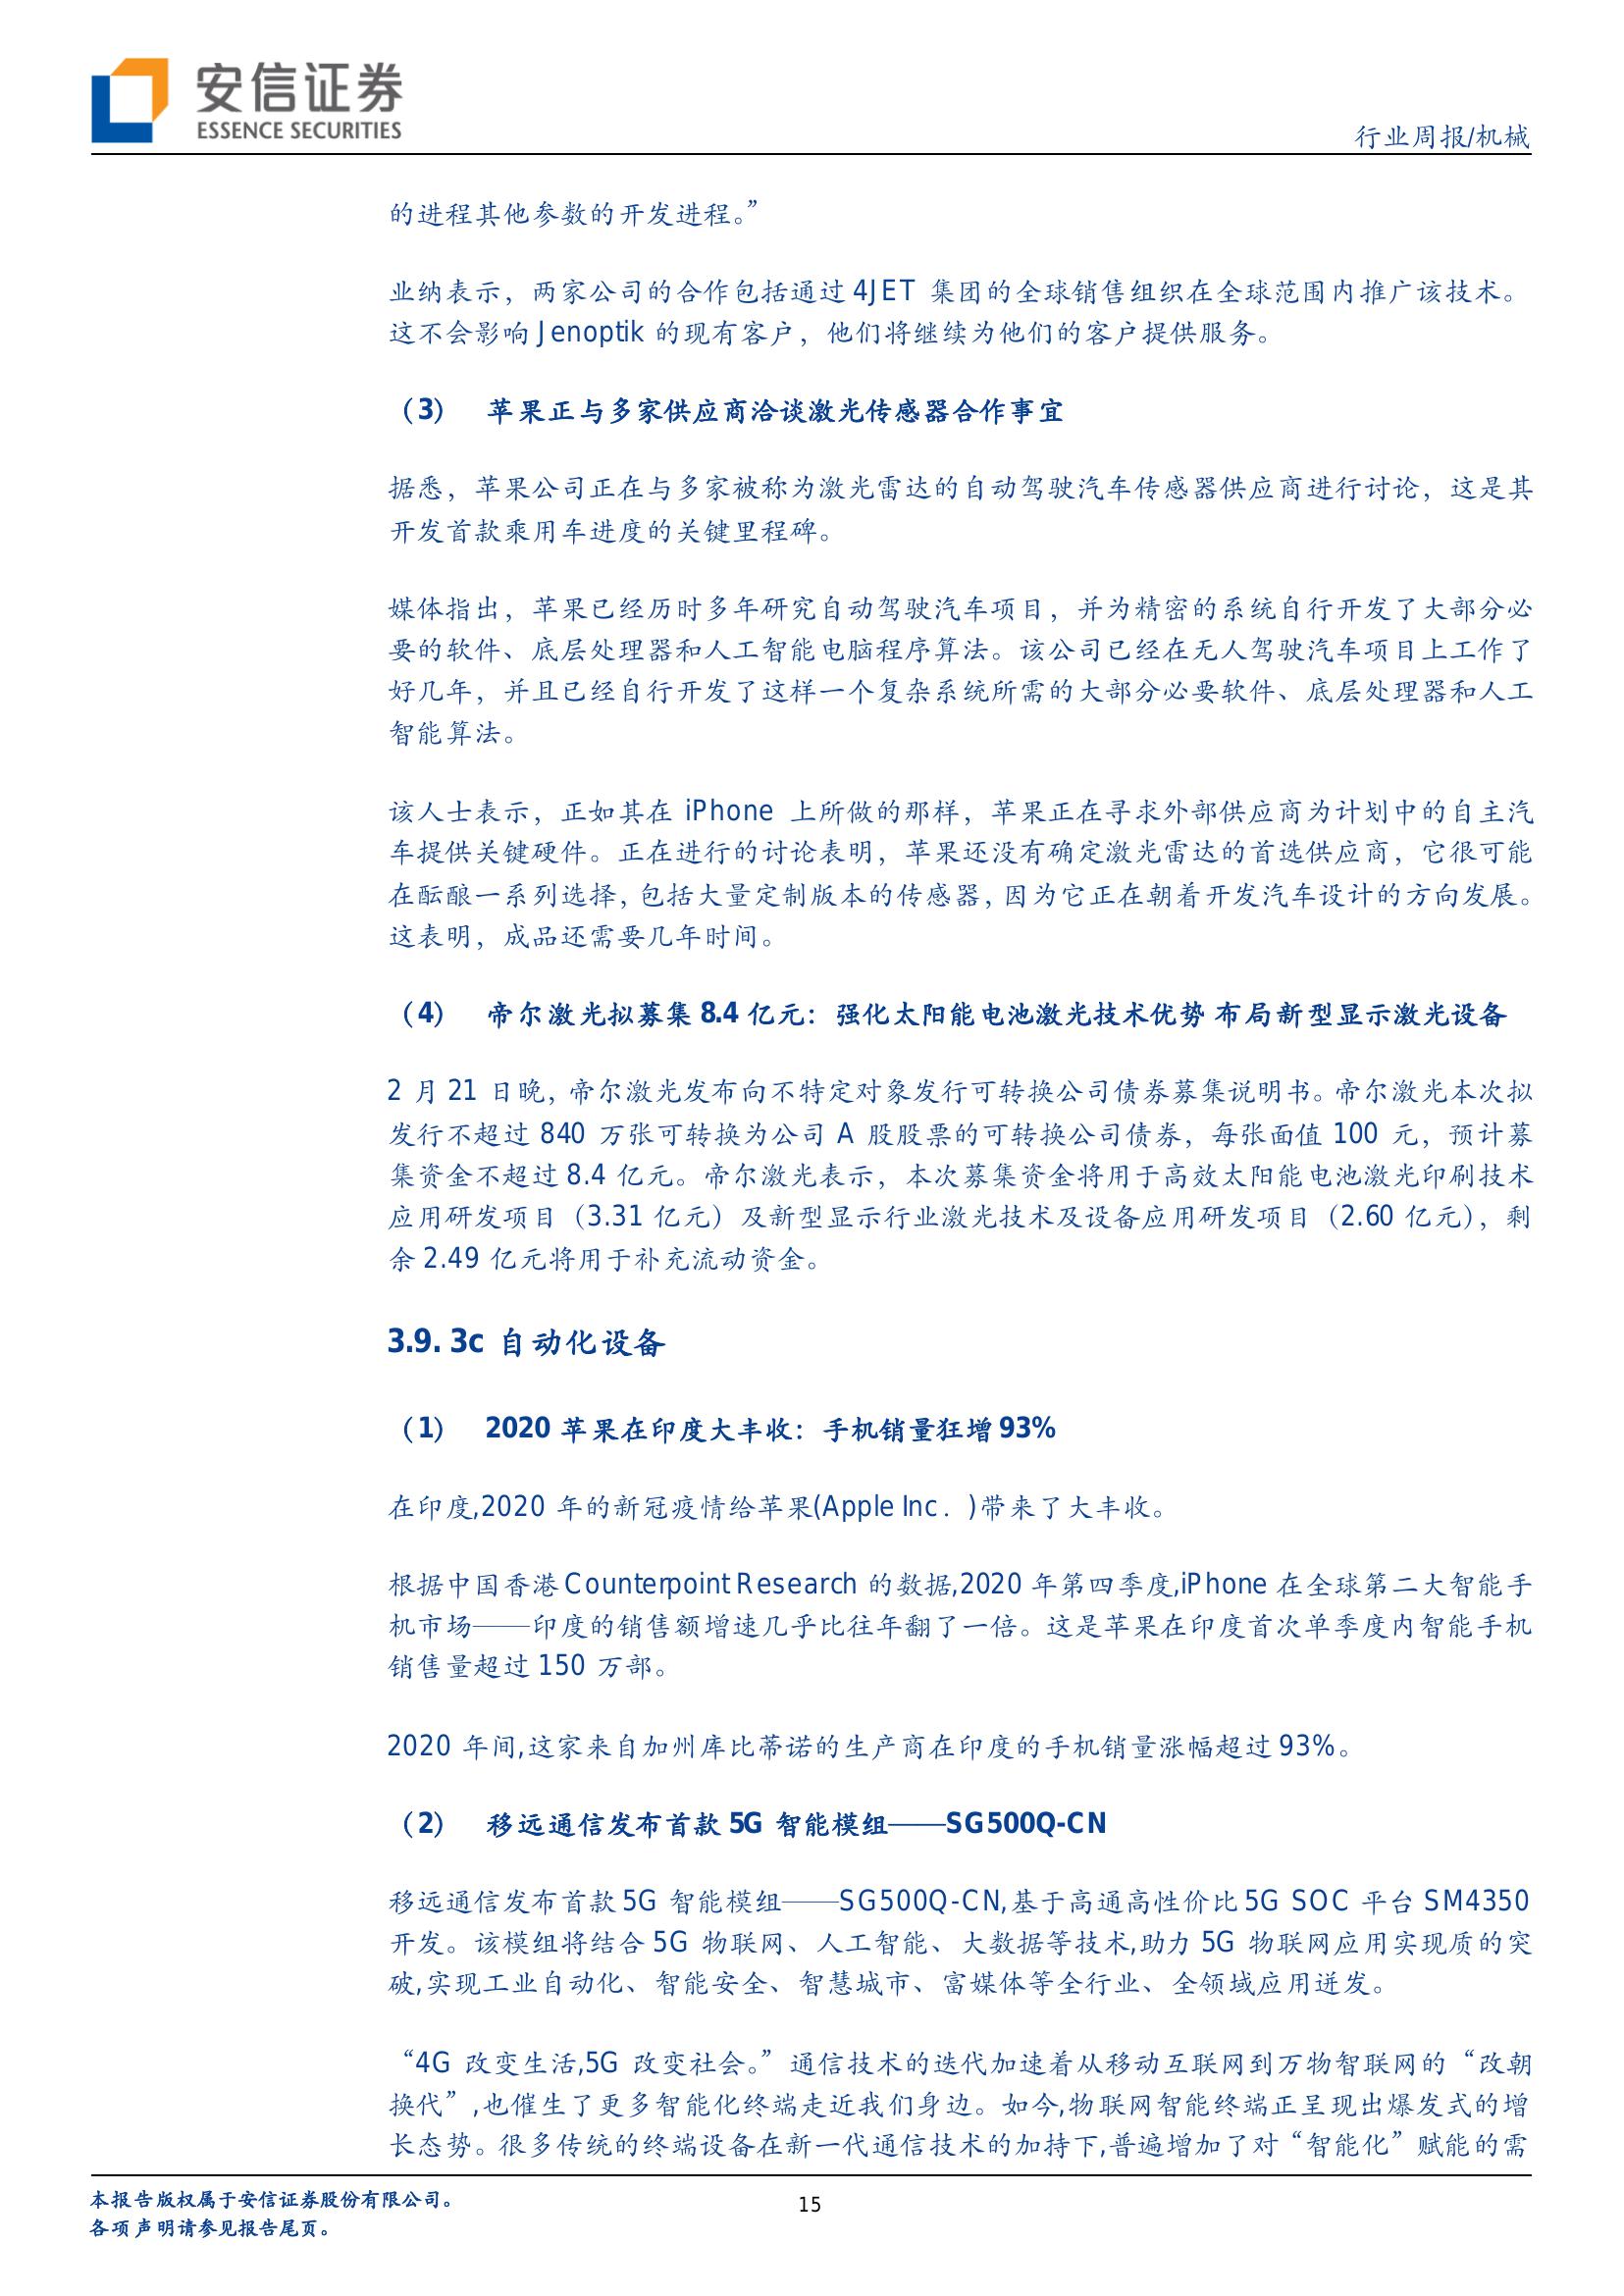 安信证券
ESSENCE SECURITIES
行业周报/机械
的进程其他参数的开发进程。”
业纳表示，两家公司的合作包括通过 4JET 集团的全球销售组织在全球范围内推广该技术。
这不会影响 Jenoptik 的现有客户，他们将继续为他们的客户提供服务。
（3） 苹果正与多家供应商洽谈激光传感器合作事宜
据悉，苹果公司正在与多家被称为激光雷达的自动驾驶汽车传感器供应商进行讨论，这是其
开发首款乘用车进度的关键里程碑。
媒体指出，苹果已经历时多年研究自动驾驶汽车项目，并为精密的系统自行开发了大部分必
要的软件、底层处理器和人工智能电脑程序算法。该公司已经在无人驾驶汽车项目上工作了
好几年，并且已经自行开发了这样一个复杂系统所需的大部分必要软件、底层处理器和人工
智能算法。
该人士表示，正如其在 iPhone 上所做的那样，苹果正在寻求外部供应商为计划中的自主汽
车提供关键硬件。正在进行的讨论表明，苹果还没有确定激光雷达的首选供应商，它很可能
在酝酿一系列选择，包括大量定制版本的传感器，因为它正在朝着开发汽车设计的方向发展。
这表明，成品还需要几年时间。
（4） 帝尔激光拟募集 8.4 亿元：强化太阳能电池激光技术优势 布局新型显示激光设备
2 月 21 日晚，帝尔激光发布向不特定对象发行可转换公司债券募集说明书。帝尔激光本次拟
发行不超过 840 万张可转换为公司 A 股股票的可转换公司债券，每张面值 100 元，预计募
集资金不超过 8.4 亿元。帝尔激光表示，本次募集资金将用于高效太阳能电池激光印刷技术
应用研发项目（3.31 亿元）及新型显示行业激光技术及设备应用研发项目（2.60 亿元），剩
余 2.49 亿元将用于补充流动资金。
3.9. 3c 自动化设备
（1） 2020 苹果在印度大丰收：手机销量狂增 93%
在印度,2020 年的新冠疫情给苹果(Apple Inc．)带来了大丰收。
根据中国香港 Counterpoint Research 的数据,2020 年第四季度,iPhone 在全球第二大智能手
机市场——印度的销售额增速几乎比往年翻了一倍。这是苹果在印度首次单季度内智能手机
销售量超过 150 万部。
2020 年间,这家来自加州库比蒂诺的生产商在印度的手机销量涨幅超过 93%。
（2） 移远通信发布首款 5G 智能模组——SG500Q-CN
移远通信发布首款 5G 智能模组——SG500Q-CN,基于高通高性价比 5G SOC 平台 SM4350
开发。该模组将结合 5G 物联网、人工智能、大数据等技术,助力 5G 物联网应用实现质的突
破,实现工业自动化、智能安全、智慧城市、富媒体等全行业、全领域应用迸发。
“4G 改变生活,5G 改变社会。”通信技术的迭代加速着从移动互联网到万物智联网的“改朝
换代”,也催生了更多智能化终端走近我们身边。如今,物联网智能终端正呈现出爆发式的增
长态势。很多传统的终端设备在新一代通信技术的加持下,普遍增加了对“智能化”赋能的需
本报告版权属于安信证券股份有限公司。
15
各项声明请参见报告尾页。